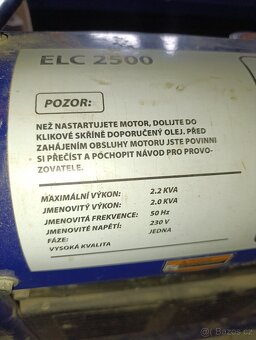 ELC 2500
POZOR:
NEŽ NASTARTUJETE MOTOR, DOLIJTE DO
KLIKOVÉ SKŘÍNĚ DOPORUČENÝ OLEJ. PŘED
ZAHÁJENÍM OBSLUHY MOTORU JSTE POVINNI
SI PŘEČÍST A POCHOPIT NÁVOD PRO PROVO-
ZOVATELE.
MAXIMÁLNÍ VÝKON: 2.2 KVA
JMENOVITÝ VÝKON: 2.0 KVA
JMENOVITÁ FREKVENCE: 50 Hz
JMENOVITÉ NAPĚTÍ: 230 V
FÁZE: JEDNA
VYSOKÁ KVALITA
Bazos.cz